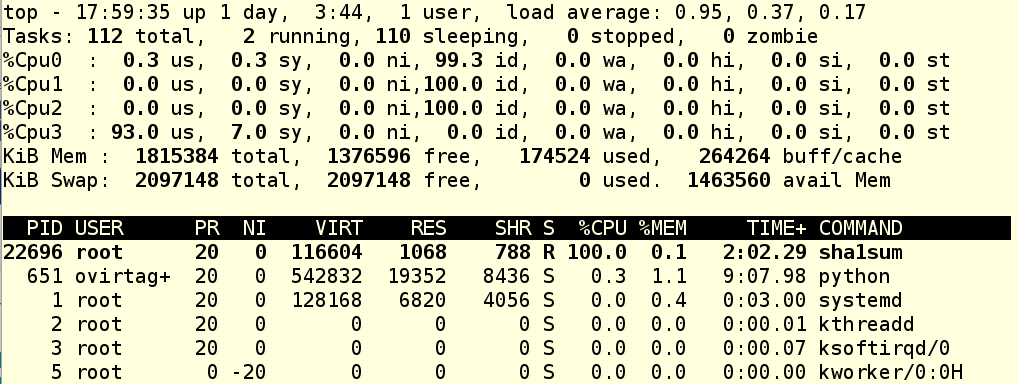 top - 17:59:35 up 1 day,  3:44,  1 user,  load average: 0.95, 0.37, 0.17
Tasks: 112 total,   2 running, 110 sleeping,   0 stopped,   0 zombie
%Cpu0  :  0.3 us,  0.3 sy,  0.0 ni, 99.3 id,  0.0 wa,  0.0 hi,  0.0 si,  0.0 st
%Cpu1  :  0.0 us,  0.0 sy,  0.0 ni,100.0 id,  0.0 wa,  0.0 hi,  0.0 si,  0.0 st
%Cpu2  :  0.0 us,  0.0 sy,  0.0 ni,100.0 id,  0.0 wa,  0.0 hi,  0.0 si,  0.0 st
%Cpu3  : 93.0 us,  7.0 sy,  0.0 ni,  0.0 id,  0.0 wa,  0.0 hi,  0.0 si,  0.0 st
KiB Mem :  1815384 total,  1376596 free,   174524 used,   264264 buff/cache
KiB Swap:  2097148 total,  2097148 free,        0 used.  1463560 avail Mem
  PID USER      PR  NI    VIRT    RES    SHR S  %CPU %MEM     TIME+ COMMAND
22696 root      20   0  116604   1068    788 R 100.0  0.1   2:02.29 sha1sum
  651 ovirtag+  20   0  542832  19352   8436 S   0.3  1.1   9:07.98 python
    1 root      20   0  128168   6820   4056 S   0.0  0.4   0:03.00 systemd
    2 root      20   0       0      0      0 S   0.0  0.0   0:00.01 kthreadd
    3 root      20   0       0      0      0 S   0.0  0.0   0:00.07 ksoftirqd/0
    5 root       0 -20       0      0      0 S   0.0  0.0   0:00.00 kworker/0:0H